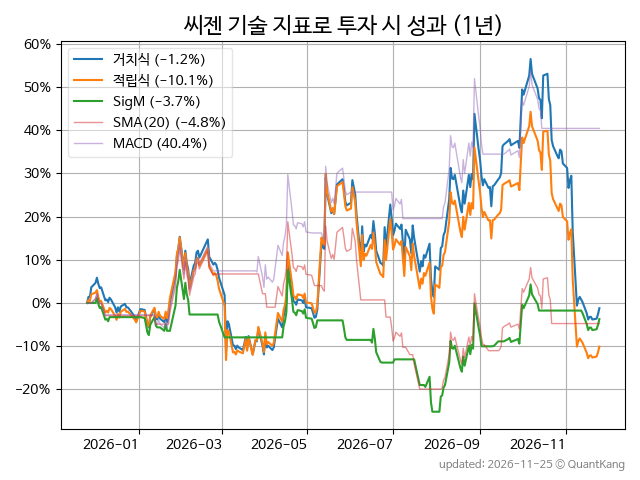 씨젠 기술 지표로 투자 시 성과 (1년)
60%
50%
40%
30%
20%
10%
0%
−10%
−20%
거치식 (−1.2%)
적립식 (−10.1%)
SigM (−3.7%)
SMA(20) (−4.8%)
MACD (40.4%)
2026-01
2026-03
2026-05
2026-07
2026-09
2026-11
updated: 2026-11-25 © QuantKang